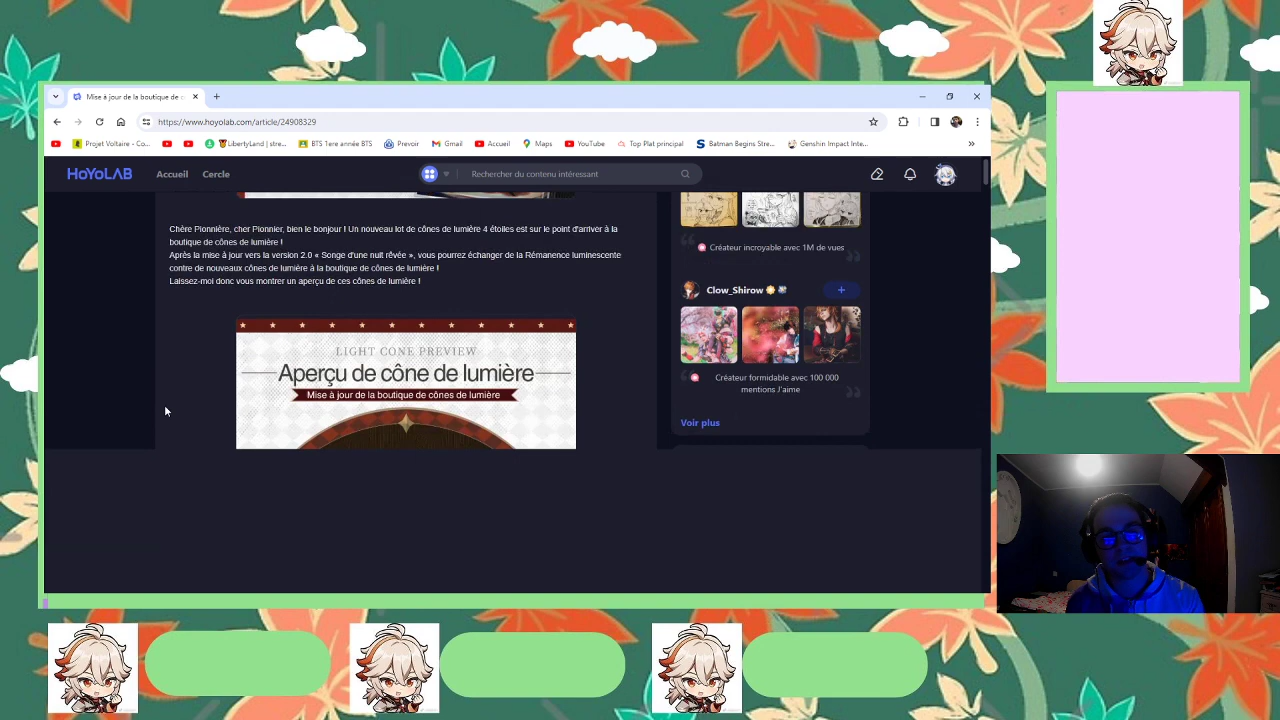 Mise à jour de la boutique de c
https://www.hoyolab.com/article/24908329
Projet Voltaire - Co...
LibertyLand | stre...
BTS 1ere année BTS
Prevoir
Gmail
Accueil
Maps
YouTube
Top Plat principal
Batman Begins Stre...
Genshin Impact Inte...
»
HoYoLAB
Accueil
Cercle
Rechercher du contenu intéressant
Chère Pionnière, cher Pionnier, bien le bonjour ! Un nouveau lot de cônes de lumière 4 étoiles est sur le point d'arriver à la
boutique de cônes de lumière !
Après la mise à jour vers la version 2.0 « Songe d'une nuit rêvée », vous pourrez échanger de la Rémanence luminescente
contre de nouveaux cônes de lumière à la boutique de cônes de lumière !
Laissez-moi donc vous montrer un aperçu de ces cônes de lumière !
LIGHT CONE PREVIEW
Aperçu de cône de lumière
Mise à jour de la boutique de cônes de lumière
Créateur incroyable avec 1M de vues
Clow_Shirow
Créateur formidable avec 100 000
mentions J'aime
Voir plus